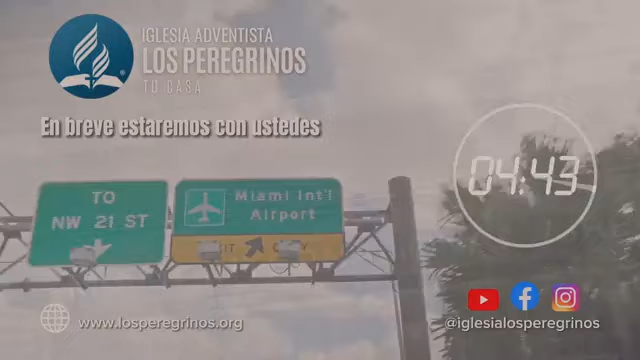 IGLESIA ADVENTISTA
LOS PEREGRINOS
TU CASA
En breve estaremos con ustedes
04:43
TO
NW 21 ST
Miami Int'l
Airport
www.losperegrinos.org
@iglesialosperegrinos